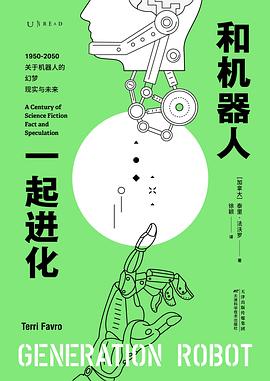 UNREAD
1950-2050
关于机器人的
幻梦
现实与未来
A Century of
Science Fiction
Fact and
Speculation
和机器人
一起进化
[加拿大] 泰里·法沃罗 著
徐颖 译
Terri Favro
天津出版传媒集团
天津科学技术出版社
GENERATION ROBOT